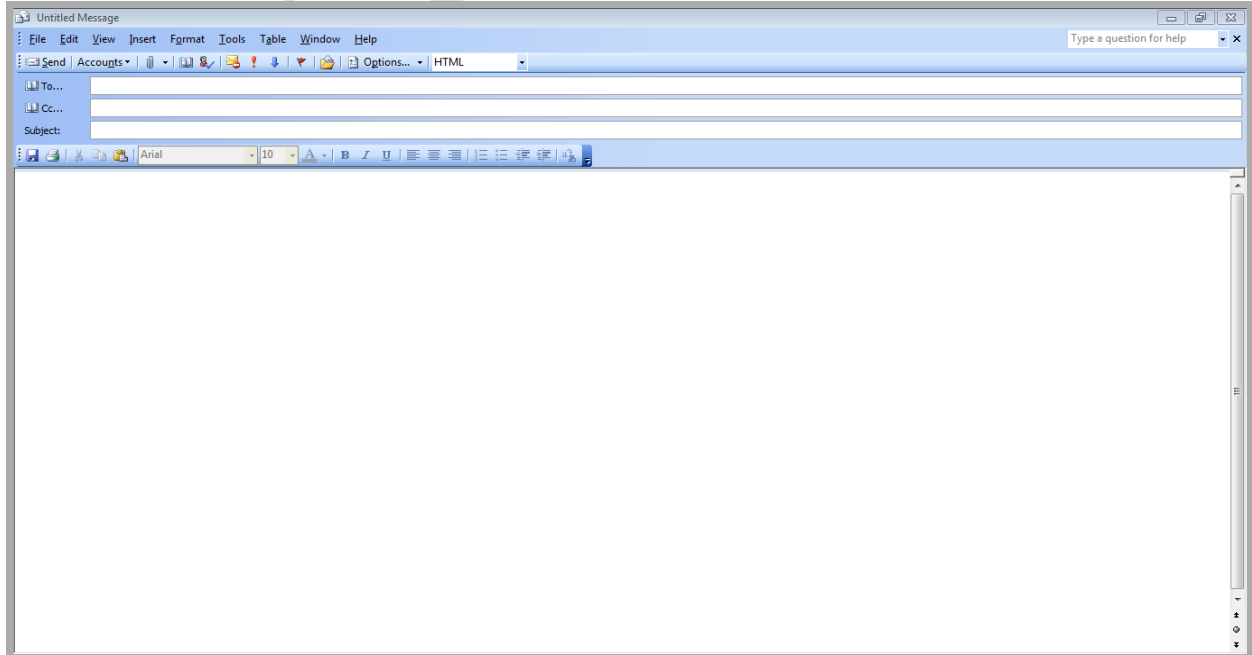 Untitled Message
File Edit View Insert Format Tools Table Window Help Type a question for help
Send Accounts Options... HTML
To...
Cc...
Subject:
Arial 10 A B I U